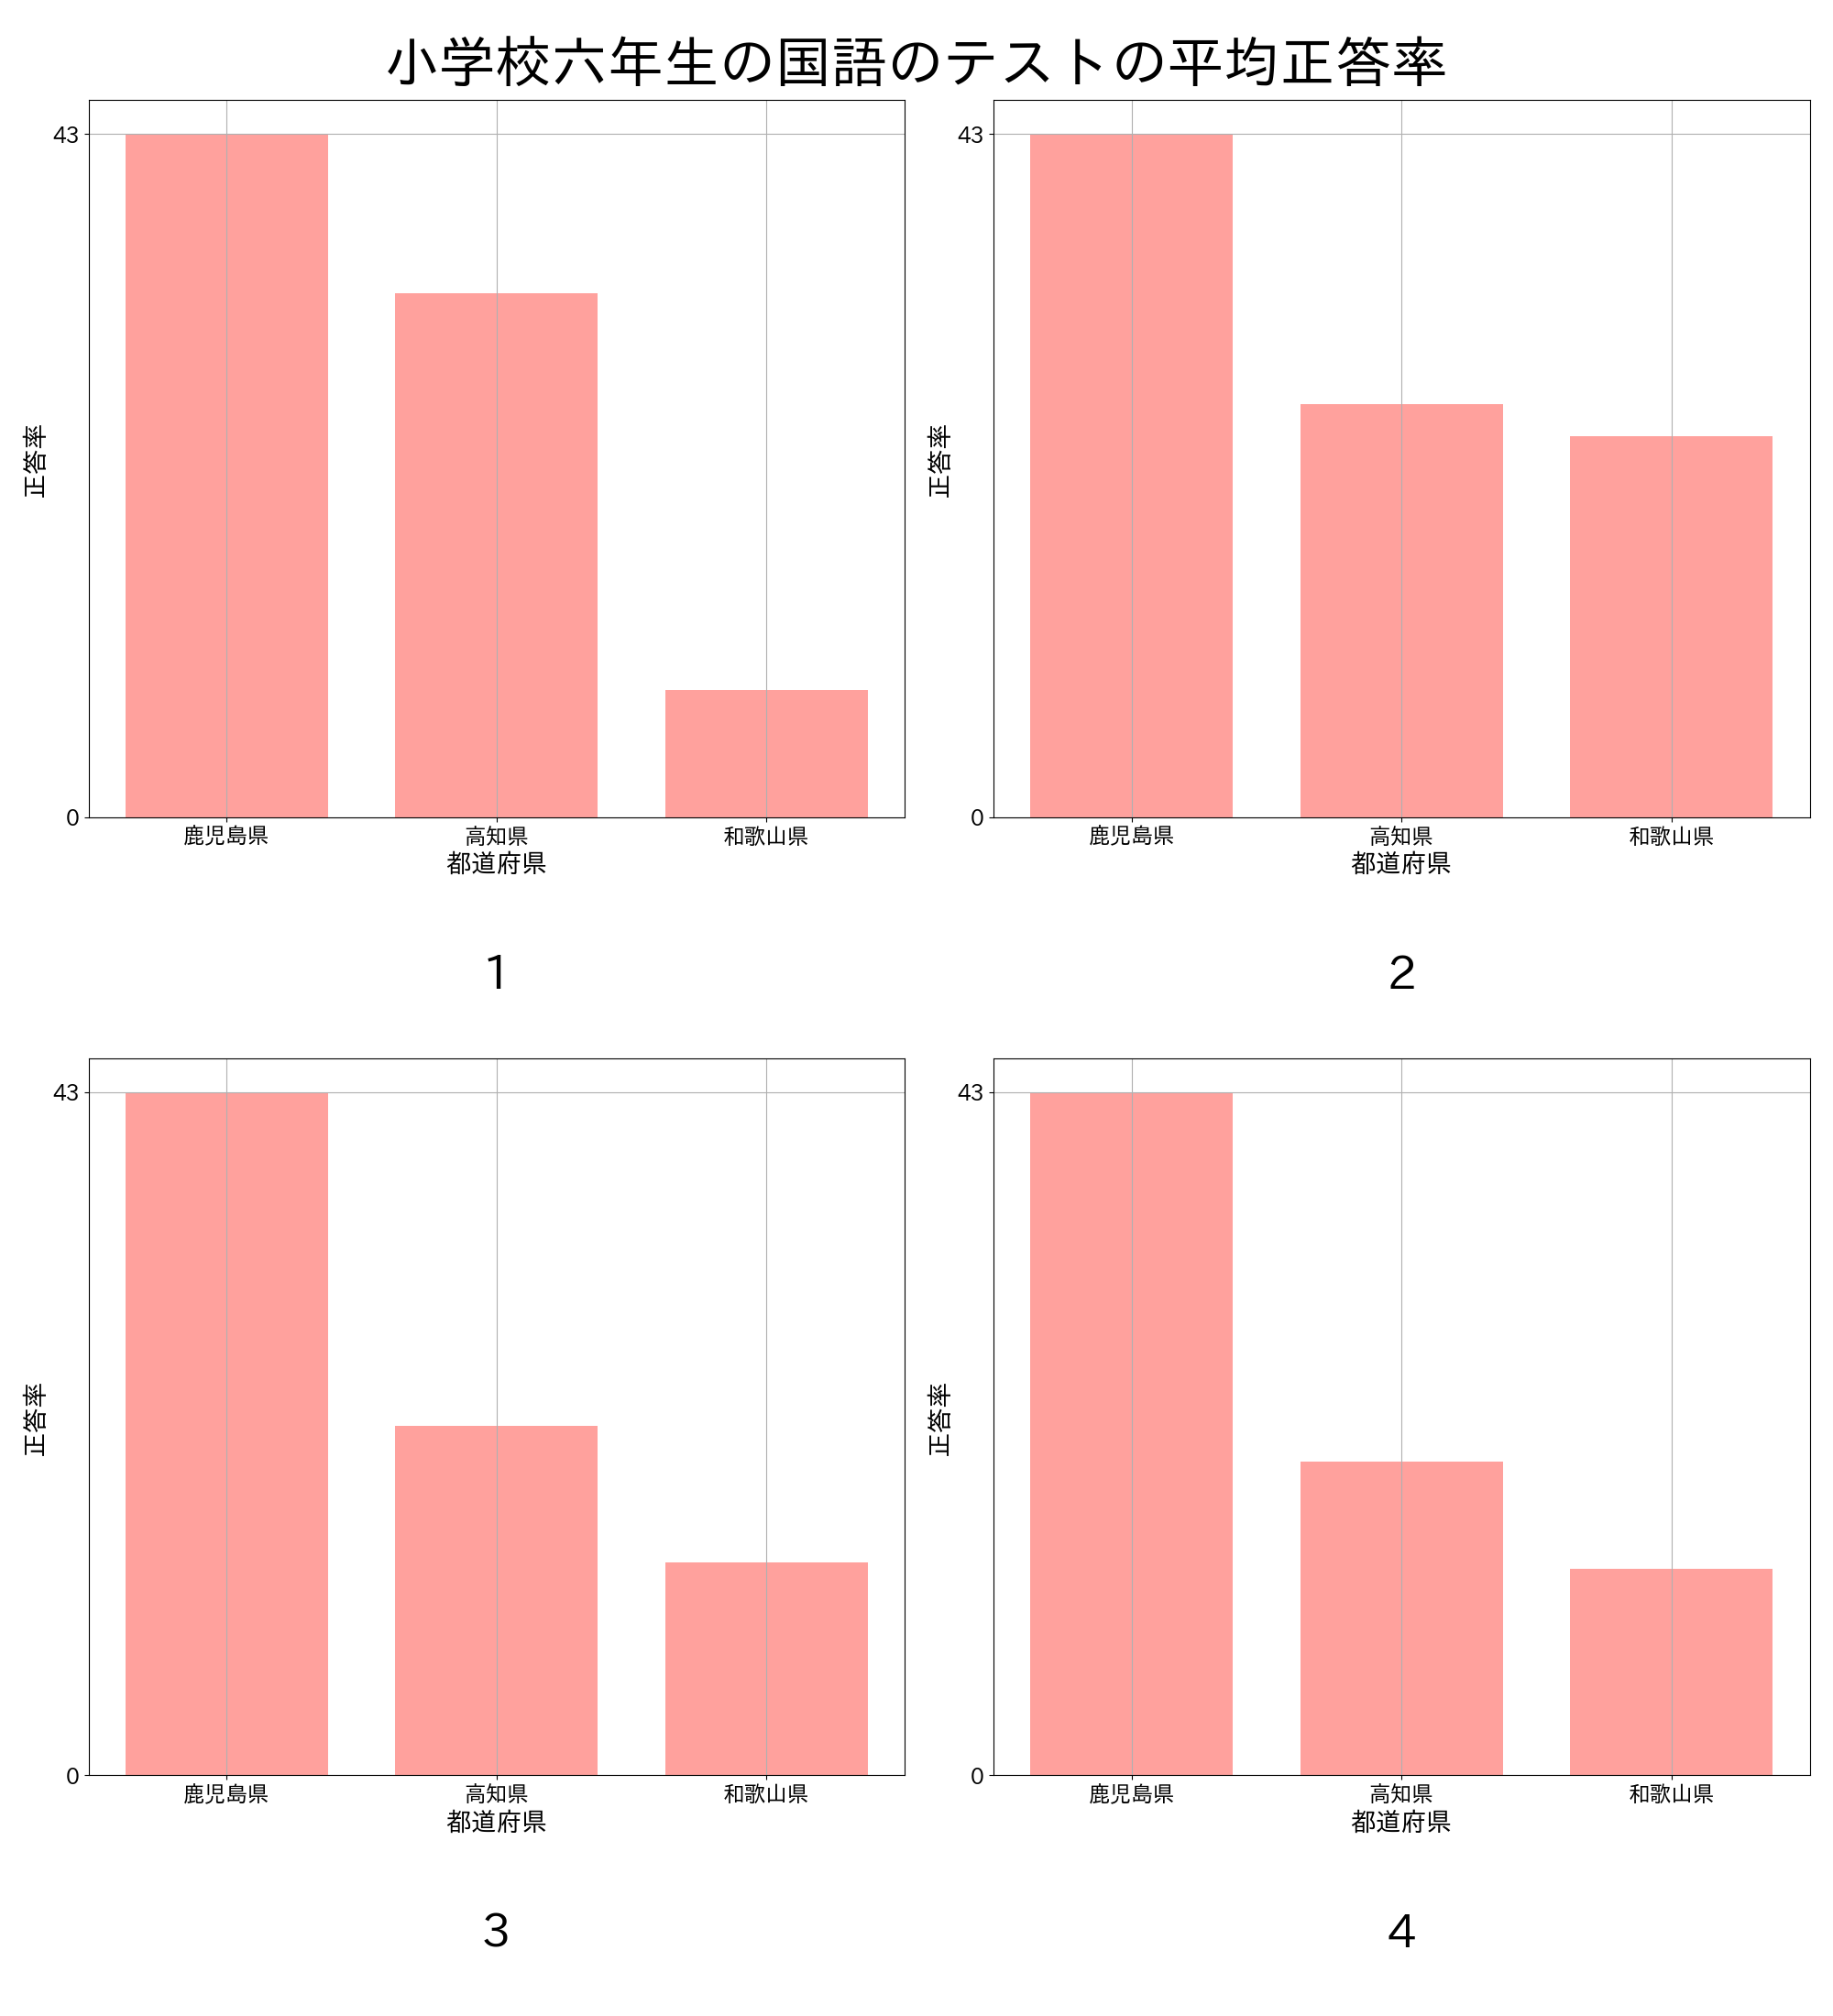 小学校六年生の国語のテストの平均正答率
43
0
正答率
鹿児島県
高知県
和歌山県
都道府県
1
43
0
正答率
鹿児島県
高知県
和歌山県
都道府県
2
43
0
正答率
鹿児島県
高知県
和歌山県
都道府県
3
43
0
正答率
鹿児島県
高知県
和歌山県
都道府県
4